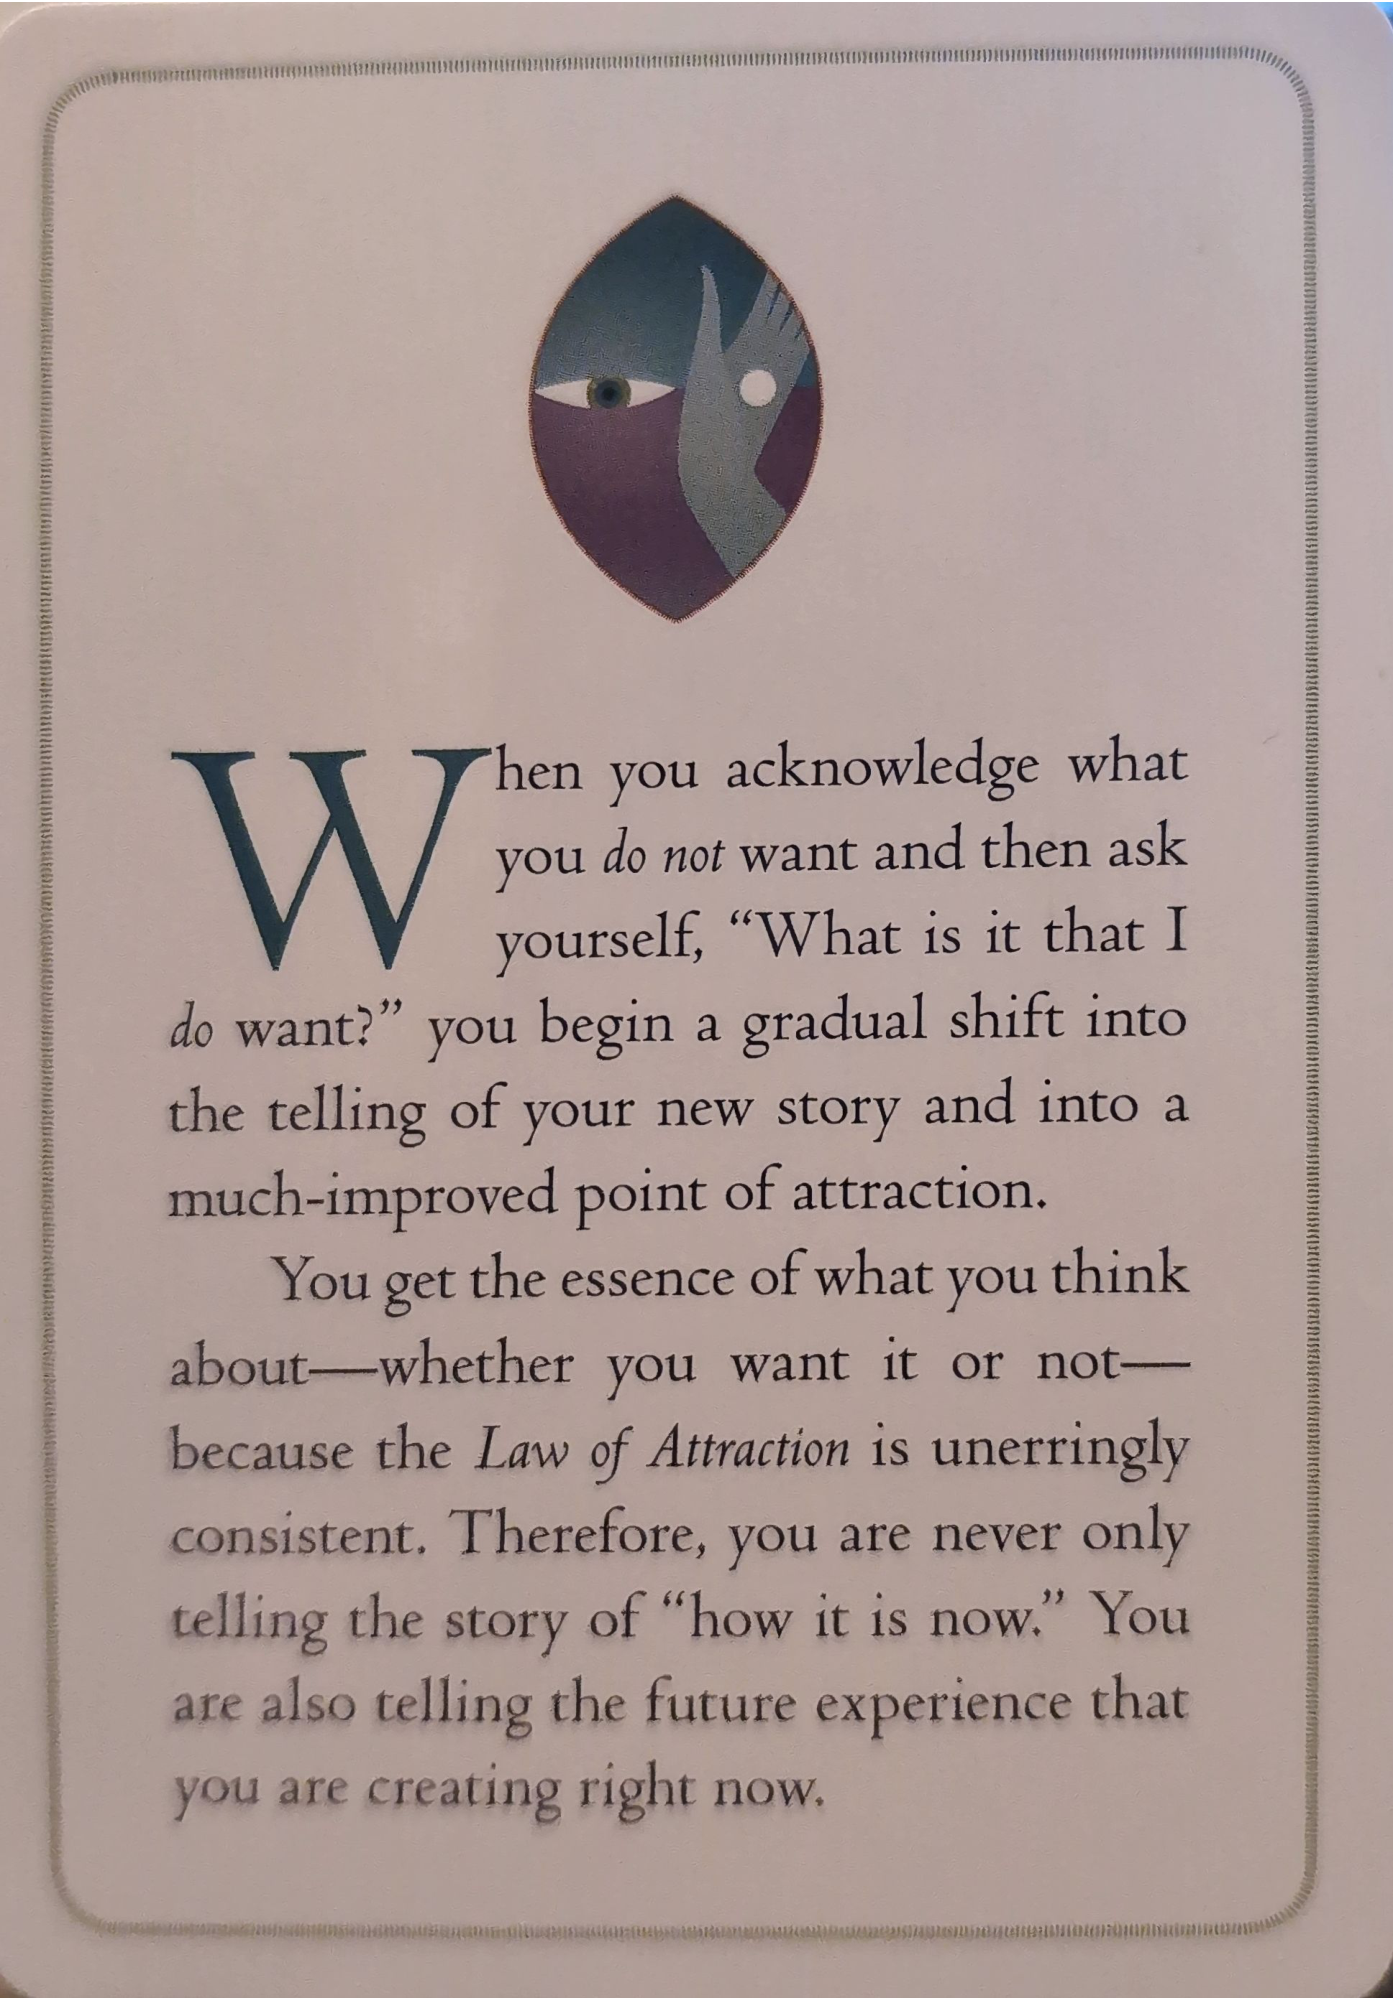 When you acknowledge what
you do not want and then ask
yourself, “What is it that I
do want?” you begin a gradual shift into
the telling of your new story and into a
much-improved point of attraction.
You get the essence of what you think
about—whether you want it or not—
because the Law of Attraction is unerringly
consistent. Therefore, you are never only
telling the story of “how it is now.” You
are also telling the future experience that
you are creating right now.